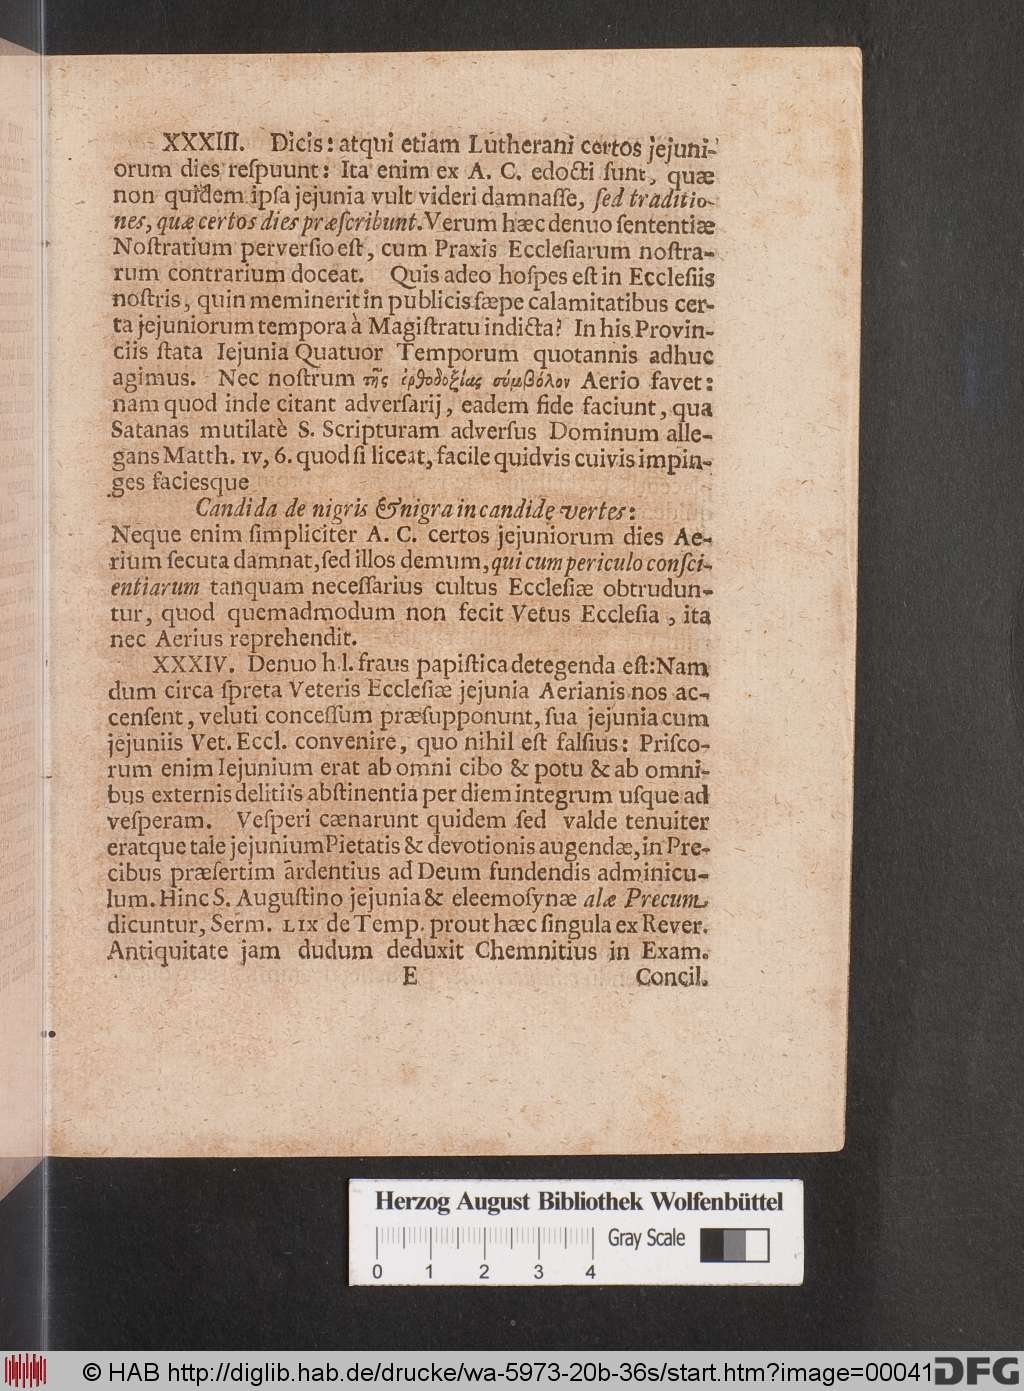 XXXIII. Dicis: atqui etiam Lutherani certos jejuni-
orum dies reſpuunt: Ita enim ex A. C. edocti ſunt, quæ
non quidem ipſa jejunia vult videri damnaſſe, ſed traditio-
nes, quæ certos dies præſcribunt. Verum hæc denuo ſententiæ
Noſtratium perverſio eſt, cum Praxis Eccleſiarum noſtra-
rum contrarium doceat. Quis adeo hoſpes eſt in Eccleſiis
noſtris, quin meminerit in publicis ſæpe calamitatibus cer-
ta jejuniorum tempora à Magiſtratu indicta? In his Provin-
ciis ſtata Iejunia Quatuor Temporum quotannis adhuc
agimus. Nec noſtrum τῆς ὀρθοδοξίας σύμβολον Aerio favet:
nam quod inde citant adverſarij, eadem fide faciunt, qua
Satanas mutilatè S. Scripturam adverſus Dominum alle-
gans Matth. IV, 6. quod ſi liceat, facile quidvis cuivis impin-
ges faciesque
Candida de nigris & nigra in candidę vertes:
Neque enim ſimpliciter A. C. certos jejuniorum dies Ae-
rium ſecuta damnat, ſed illos demum, qui cum periculo conſci-
entiarum tanquam neceſſarius cultus Eccleſiæ obtrudun-
tur, quod quemadmodum non fecit Vetus Eccleſia, ita
nec Aerius reprehendit.
XXXIV. Denuo h. l. fraus papiſtica detegenda eſt: Nam
dum circa ſpreta Veteris Eccleſiæ jejunia Aerianis nos ac-
cenſent, veluti conceſſum præſupponunt, ſua jejunia cum
jejuniis Vet. Eccl. convenire, quo nihil eſt falſius: Priſco-
rum enim Iejunium erat ab omni cibo & potu & ab omni-
bus externis delitiis abſtinentia per diem integrum uſque ad
veſperam. Veſperi cænarunt quidem ſed valde tenuiter
eratque tale jejunium Pietatis & devotionis augendæ, in Pre-
cibus præſertim ardentius ad Deum fundendis adminicu-
lum. Hinc S. Auguſtino jejunia & eleemoſynæ alæ Precum
dicuntur, Serm. LIX de Temp. prout hæc ſingula ex Rever.
Antiquitate jam dudum deduxit Chemnitius in Exam.
E Concil.
Herzog August Bibliothek Wolfenbüttel
Gray Scale
0 1 2 3 4
© HAB http://diglib.hab.de/drucke/wa-5973-20b-36s/start.htm?image=00041
DFG